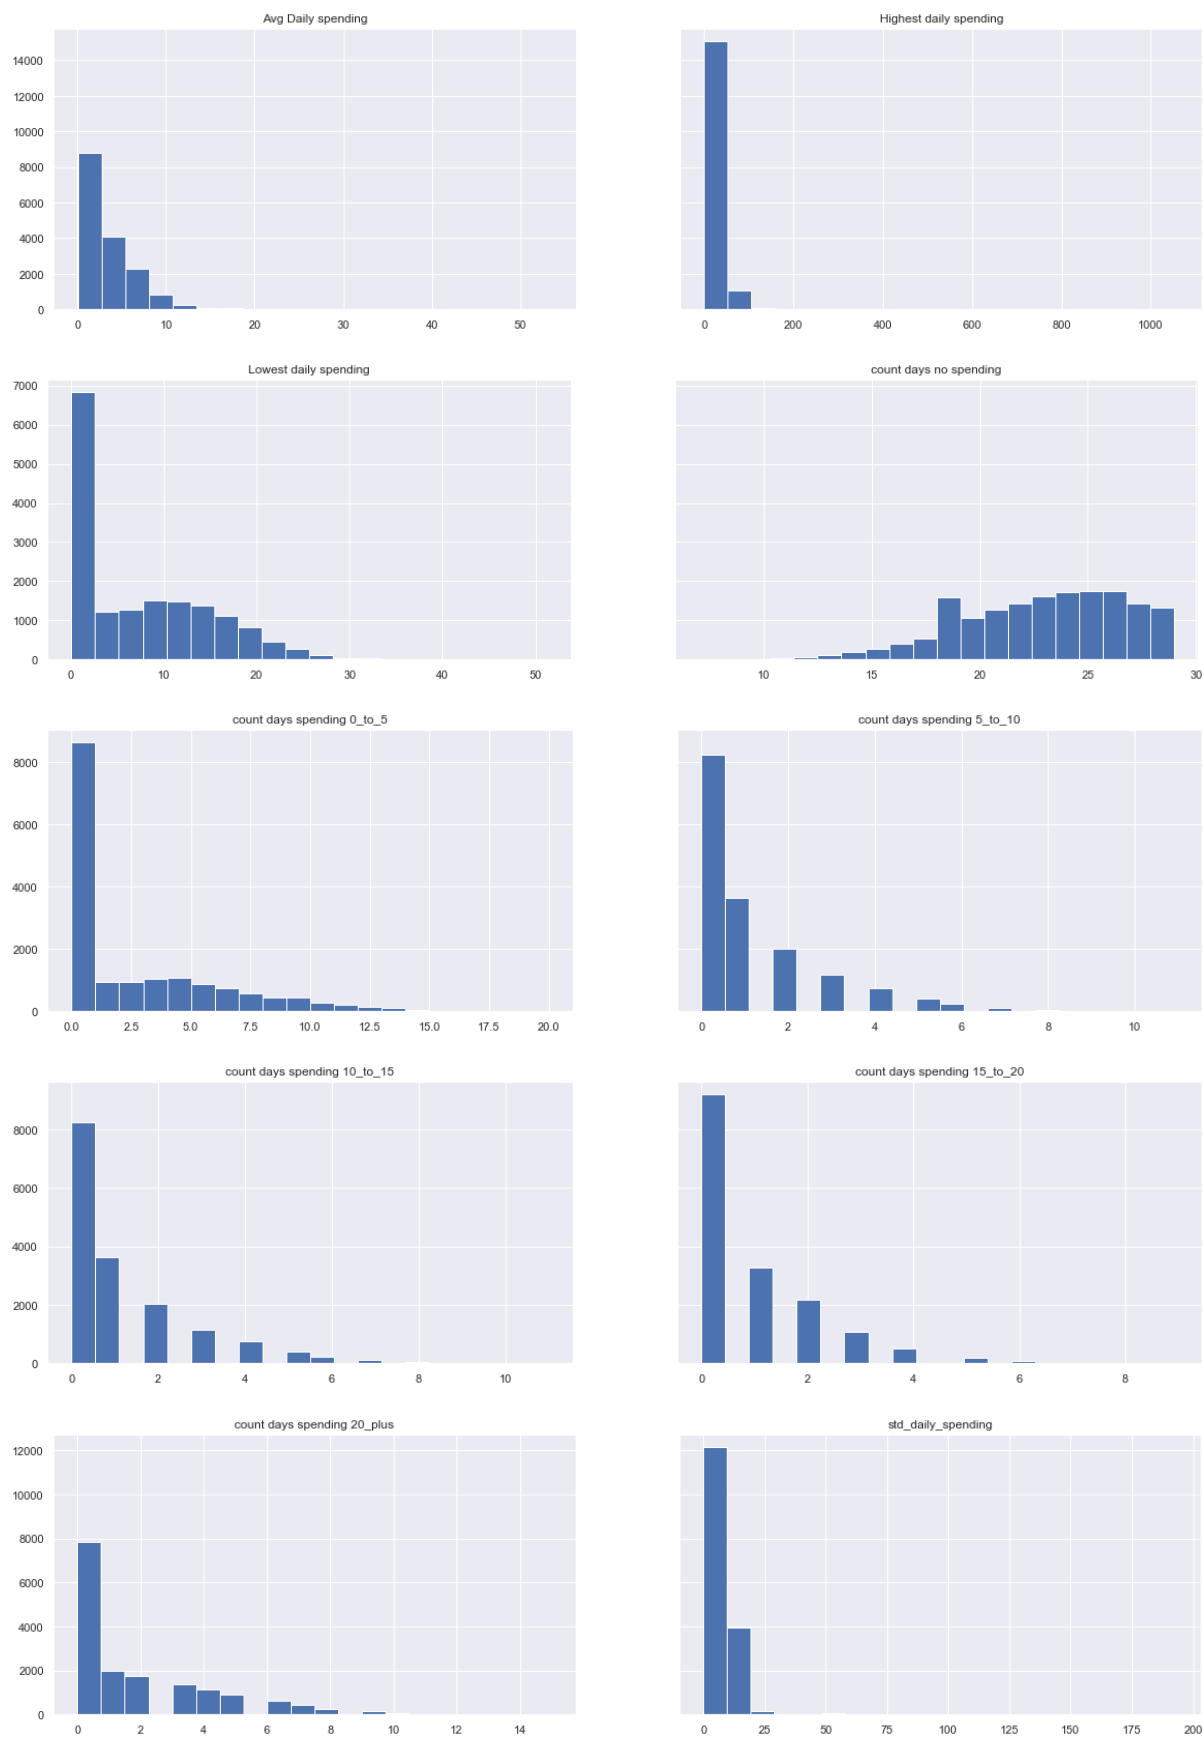 Avg Daily spending
Highest daily spending
14000
12000
10000
8000
6000
4000
2000
0
0 10 20 30 40 50
0 200 400 600 800 1000
Lowest daily spending
count days no spending
7000
6000
5000
4000
3000
2000
1000
0
0 10 20 30 40 50
10 15 20 25 30
count days spending 0_to_5
count days spending 5_to_10
8000
6000
4000
2000
0
0.0 2.5 5.0 7.5 10.0 12.5 15.0 17.5 20.0
0 2 4 6 8 10
count days spending 10_to_15
count days spending 15_to_20
8000
6000
4000
2000
0
0 2 4 6 8 10
0 2 4 6 8
count days spending 20_plus
std_daily_spending
12000
10000
8000
6000
4000
2000
0
0 2 4 6 8 10 12 14
0 25 50 75 100 125 150 175 200